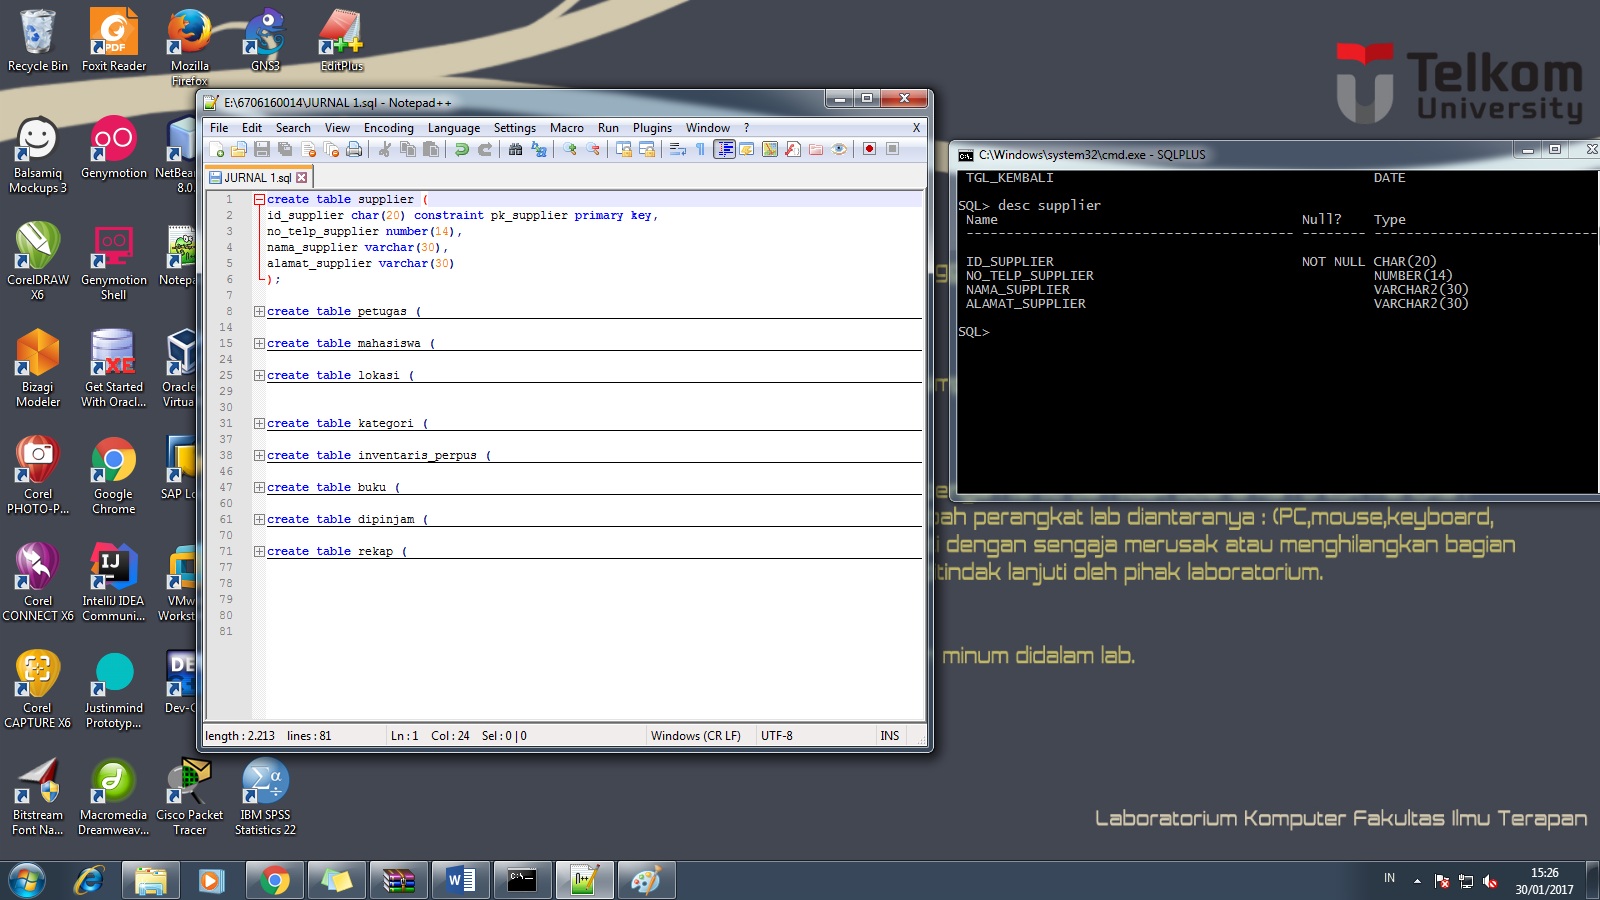 Recycle Bin
Foxit Reader
Mozilla
Firefox
GNS3
EditPlus
Telkom
University
E:\6706160014\JURNAL 1.sql - Notepad++
File Edit Search View Encoding Language Settings Macro Run Plugins Window ? X
JURNAL 1.sql
1 create table supplier (
2 id_supplier char(20) constraint pk_supplier primary key,
3 no_telp_supplier number(14),
4 nama_supplier varchar(30),
5 alamat_supplier varchar(30)
6 );
7
8 create table petugas (
14
15 create table mahasiswa (
24
25 create table lokasi (
29
30
31 create table kategori (
37
38 create table inventaris_perpus (
46
47 create table buku (
60
61 create table dipinjam (
70
71 create table rekap (
77
78
79
80
81
length : 2.213 lines : 81 Ln : 1 Col : 24 Sel : 0 | 0 Windows (CR LF) UTF-8 INS
C:\Windows\system32\cmd.exe - SQLPLUS
TGL_KEMBALI DATE
SQL> desc supplier
Name Null? Type
ID_SUPPLIER NOT NULL CHAR(20)
NO_TELP_SUPPLIER NUMBER(14)
NAMA_SUPPLIER VARCHAR2(30)
ALAMAT_SUPPLIER VARCHAR2(30)
SQL>
Balsamiq
Mockups 3
Genymotion
NetBea
8.0.
CorelDRAW
X6
Genymotion
Shell
Notepa
Bizagi
Modeler
Get Started
With Oracl...
Oracle
Virtua
Corel
PHOTO-P...
Google
Chrome
SAP Lo
Corel
CONNECT X6
IntelliJ IDEA
Communi...
VMw
Workst
Corel
CAPTURE X6
Justinmind
Prototyp...
Dev-C
Bitstream
Font Na...
Macromedia
Dreamweav...
Cisco Packet
Tracer
IBM SPSS
Statistics 22
ah perangkat lab diantaranya : (PC,mouse,keyboard,
i dengan sengaja merusak atau menghilangkan bagian
tindak lanjuti oleh pihak laboratorium.
minum didalam lab.
Laboratorium Komputer Fakultas Ilmu Terapan
IN
15:26
30/01/2017